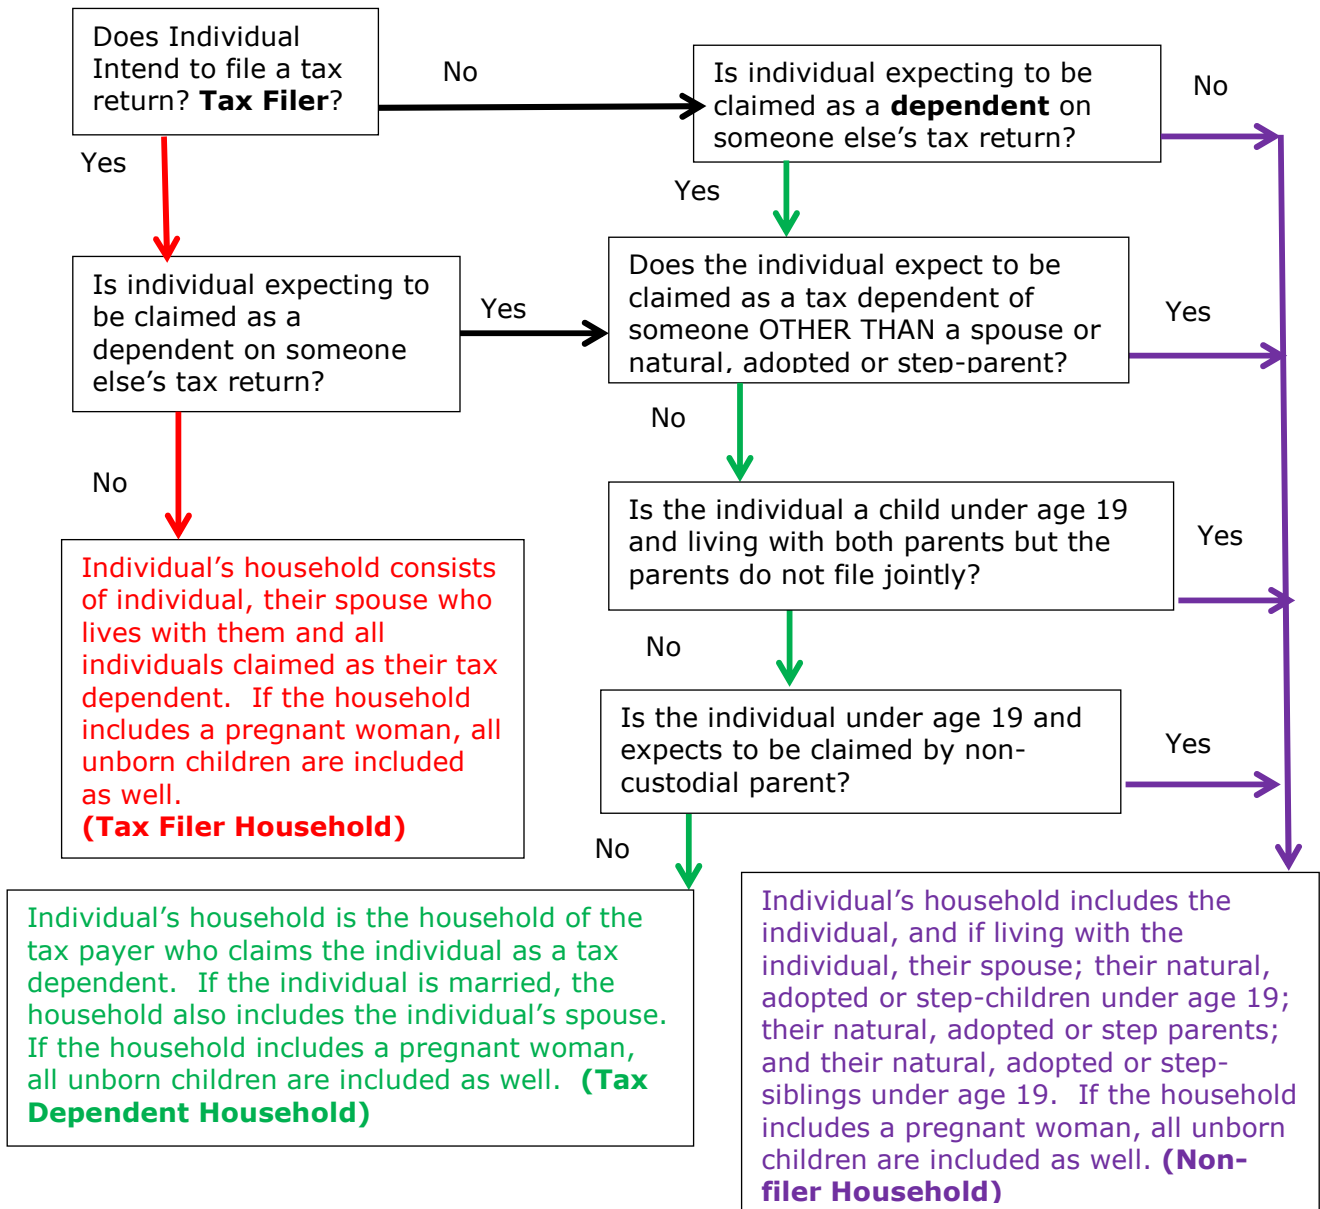 Does Individual
Intend to file a tax
return? Tax Filer?
No
Is individual expecting to be
claimed as a dependent on
someone else's tax return?
No
Yes
Yes
Is individual expecting to
be claimed as a
dependent on someone
else's tax return?
Yes
Does the individual expect to be
claimed as a tax dependent of
someone OTHER THAN a spouse or
natural, adopted or step-parent?
Yes
No
No
Is the individual a child under age 19
and living with both parents but the
parents do not file jointly?
Yes
Individual's household consists
of individual, their spouse who
lives with them and all
individuals claimed as their tax
dependent.  If the household
includes a pregnant woman, all
unborn children are included
as well.
(Tax Filer Household)
No
Is the individual under age 19 and
expects to be claimed by non-
custodial parent?
Yes
No
Individual's household is the household of the
tax payer who claims the individual as a tax
dependent.  If the individual is married, the
household also includes the individual's spouse.
If the household includes a pregnant woman,
all unborn children are included as well.  (Tax
Dependent Household)
Individual's household includes the
individual, and if living with the
individual, their spouse; their natural,
adopted or step-children under age 19;
their natural, adopted or step parents;
and their natural, adopted or step-
siblings under age 19.  If the household
includes a pregnant woman, all unborn
children are included as well. (Non-
filer Household)